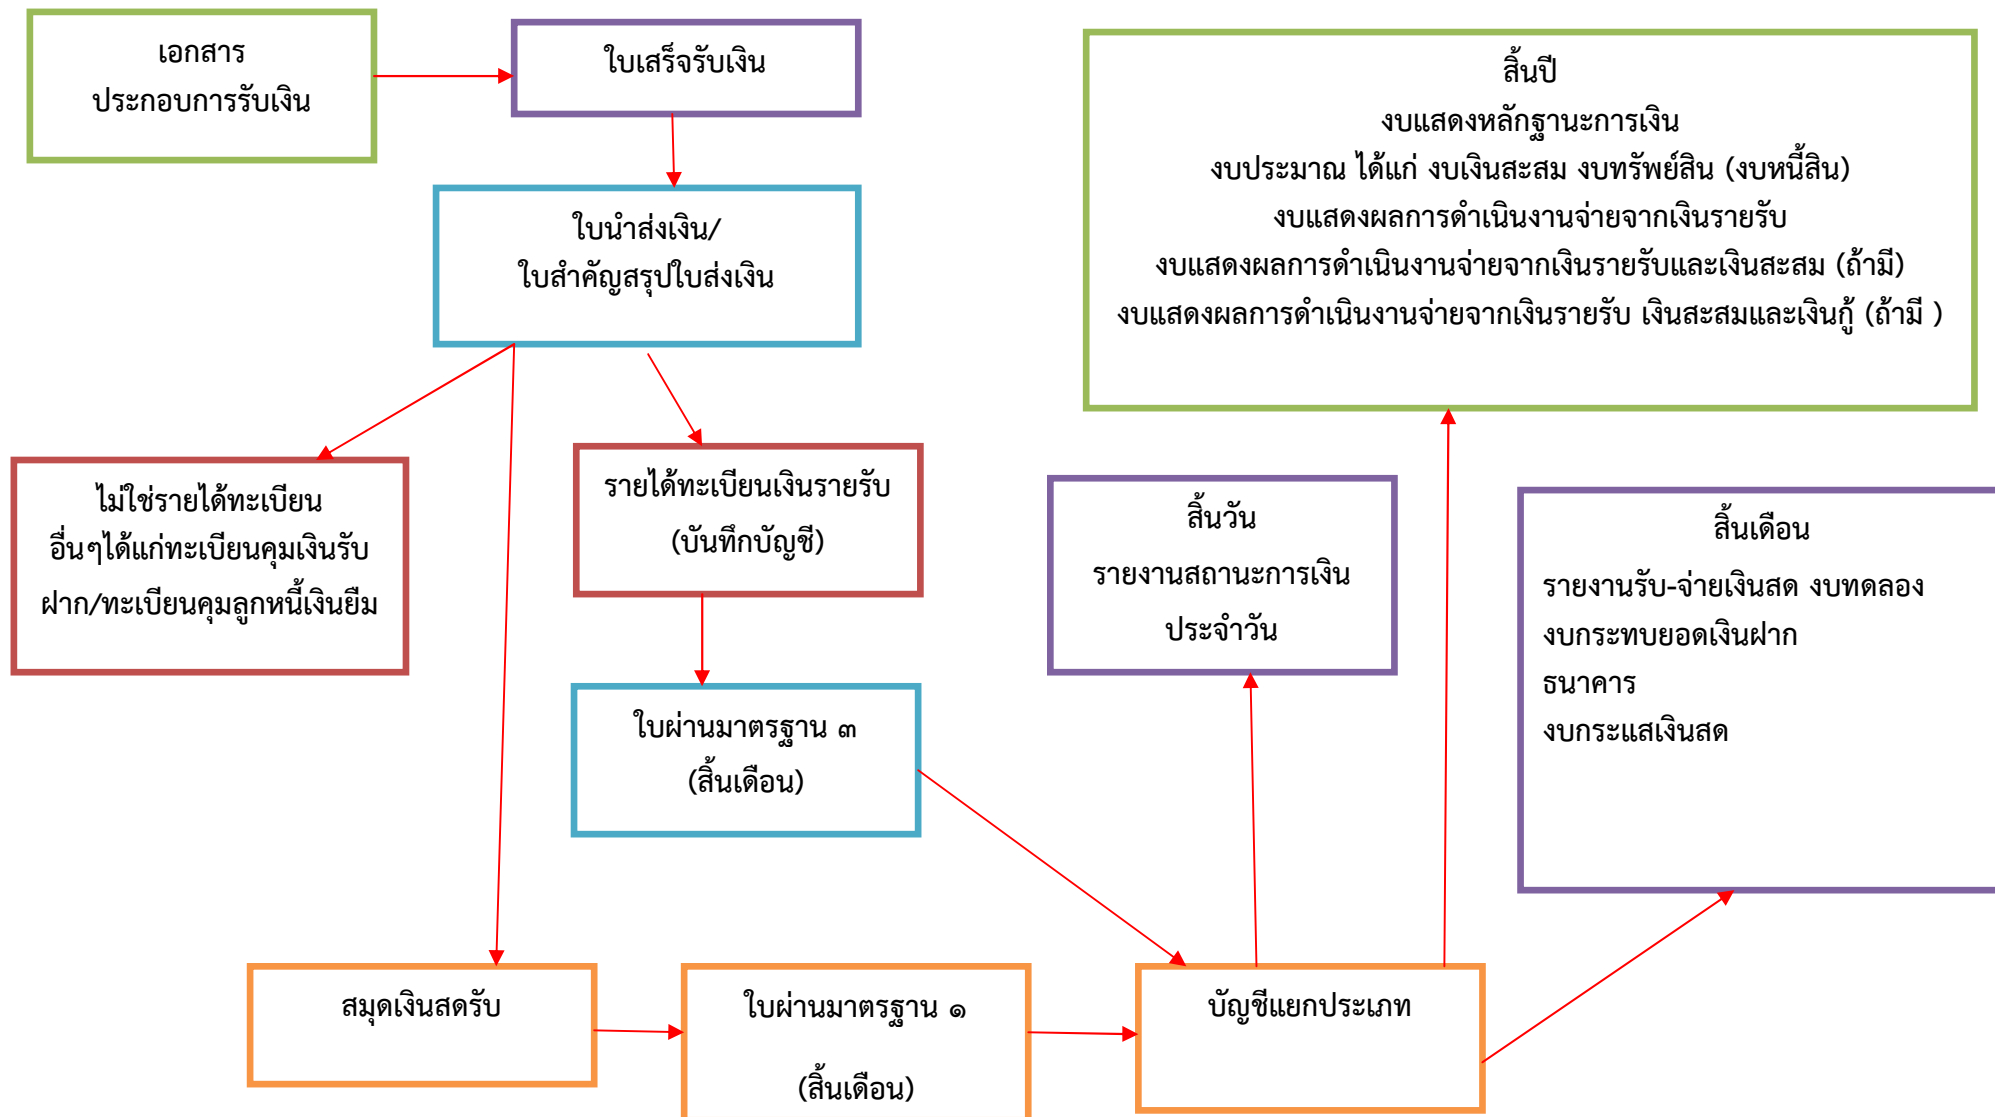 เอกสาร
ประกอบการรับเงิน
ใบเสร็จรับเงิน
ใบนำส่งเงิน/
ใบสำคัญสรุปใบส่งเงิน
สิ้นปี
งบแสดงหลักฐานะการเงิน
งบประมาณ ได้แก่ งบเงินสะสม งบทรัพย์สิน (งบหนี้สิน)
งบแสดงผลการดำเนินงานจ่ายจากเงินรายรับ
งบแสดงผลการดำเนินงานจ่ายจากเงินรายรับและเงินสะสม (ถ้ามี)
งบแสดงผลการดำเนินงานจ่ายจากเงินรายรับ เงินสะสมและเงินกู้ (ถ้ามี )
ไม่ใช่รายได้ทะเบียน
อื่นๆได้แก่ทะเบียนคุมเงินรับ
ฝาก/ทะเบียนคุมลูกหนี้เงินยืม
รายได้ทะเบียนเงินรายรับ
(บันทึกบัญชี)
สิ้นวัน
รายงานสถานะการเงิน
ประจำวัน
สิ้นเดือน
รายงานรับ-จ่ายเงินสด งบทดลอง
งบกระทบยอดเงินฝาก
ธนาคาร
งบกระแสเงินสด
ใบผ่านมาตรฐาน ๓
(สิ้นเดือน)
สมุดเงินสดรับ
ใบผ่านมาตรฐาน ๑
(สิ้นเดือน)
บัญชีแยกประเภท